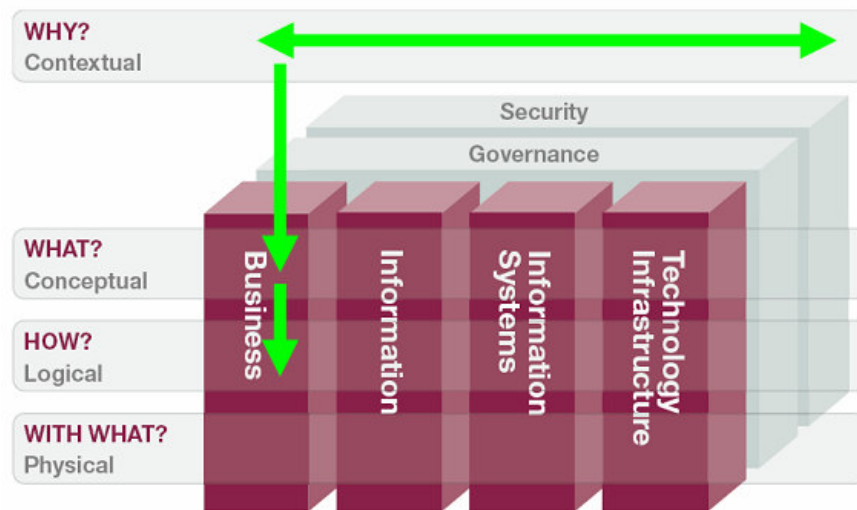 WHY?
Contextual
Security
Governance
WHAT?
Conceptual
HOW?
Logical
WITH WHAT?
Physical
Business
Information
Information
Systems
Technology
Infrastructure